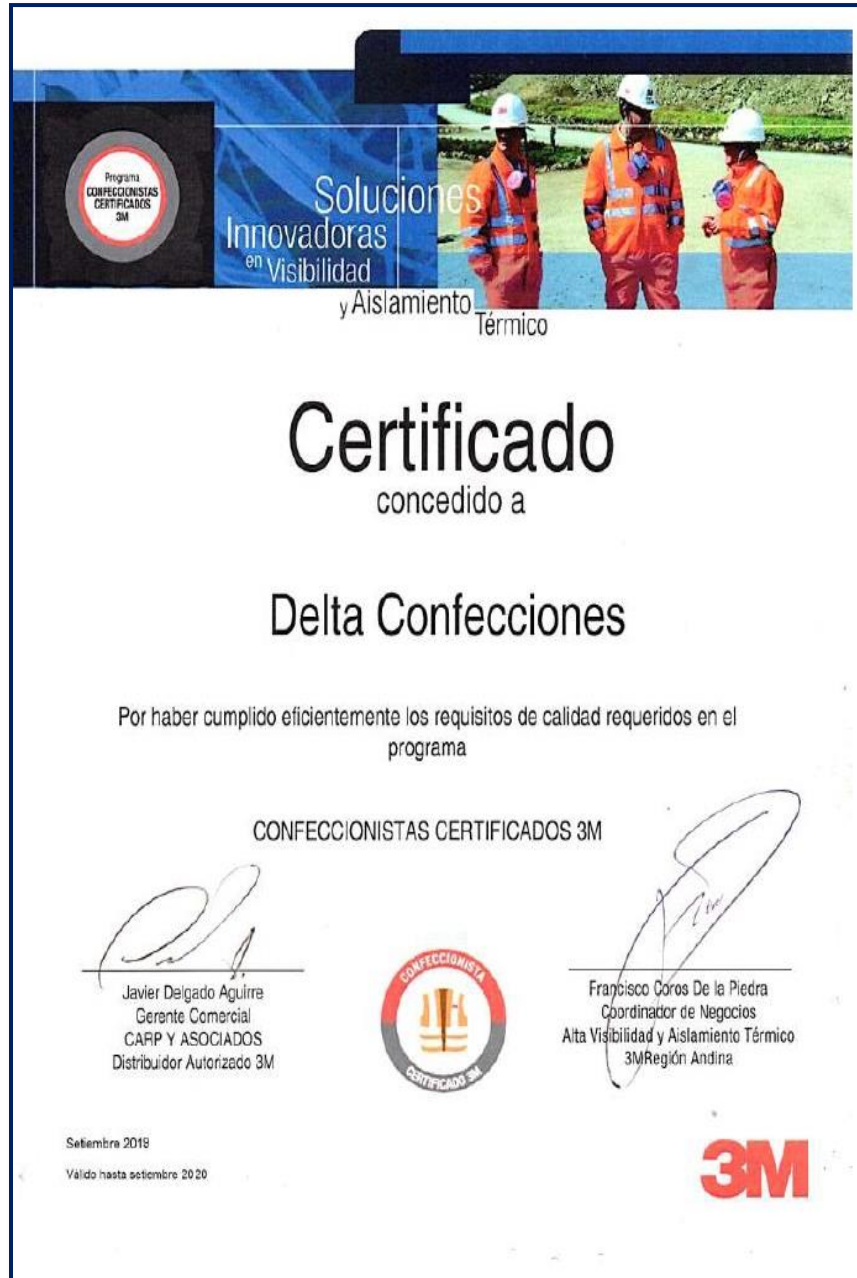 Programa
CONFECCIONISTAS
CERTIFICADOS
3M
Soluciones
Innovadoras
en Visibilidad
y Aislamiento
Térmico
Certificado
concedido a
Delta Confecciones
Por haber cumplido eficientemente los requisitos de calidad requeridos en el
programa
CONFECCIONISTAS CERTIFICADOS 3M
Javier Delgado Aguirre
Gerente Comercial
CARP Y ASOCIADOS
Distribuidor Autorizado 3M
CONFECCIONISTA
CERTIFICADO 3M
Francisco Coros De la Piedra
Coordinador de Negocios
Alta Visibilidad y Aislamiento Térmico
3MRegión Andina
Setiembre 2019
Válido hasta setiembre 2020
3M